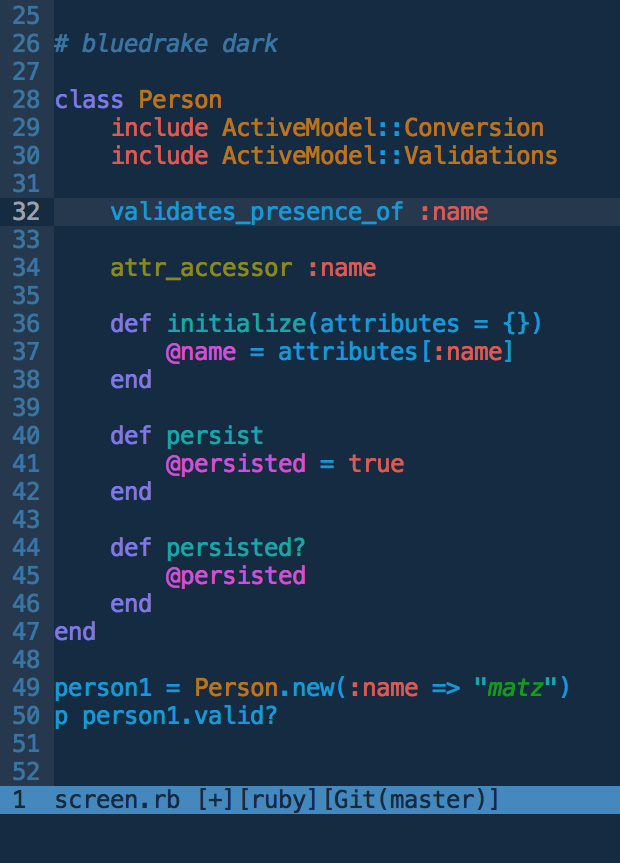 25
26 # bluedrake dark
27
28 class Person
29     include ActiveModel::Conversion
30     include ActiveModel::Validations
31
32     validates_presence_of :name
33
34     attr_accessor :name
35
36     def initialize(attributes = {})
37         @name = attributes[:name]
38     end
39
40     def persist
41         @persisted = true
42     end
43
44     def persisted?
45         @persisted
46     end
47 end
48
49 person1 = Person.new(:name => "matz")
50 p person1.valid?
51
52
1  screen.rb [+][ruby][Git(master)]